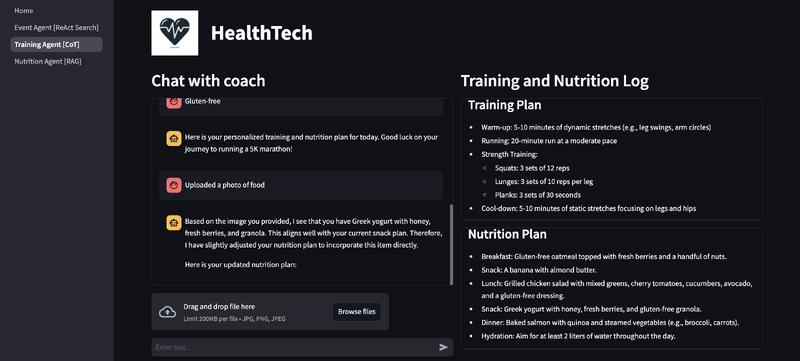 Home
Event Agent [ReAct Search]
Training Agent [CoT]
Nutrition Agent [RAG]
HealthTech
Chat with coach
Gluten-free
Here is your personalized training and nutrition plan for today. Good luck on your
journey to running a 5K marathon!
Uploaded a photo of food
Based on the image you provided, I see that you have Greek yogurt with honey,
fresh berries, and granola. This aligns well with your current snack plan. Therefore,
I have slightly adjusted your nutrition plan to incorporate this item directly.
Here is your updated nutrition plan:
Drag and drop file here
Limit 200MB per file • JPG, PNG, JPEG
Browse files
Enter text...
Training and Nutrition Log
Training Plan
Warm-up: 5-10 minutes of dynamic stretches (e.g., leg swings, arm circles)
Running: 20-minute run at a moderate pace
Strength Training:
Squats: 3 sets of 12 reps
Lunges: 3 sets of 10 reps per leg
Planks: 3 sets of 30 seconds
Cool-down: 5-10 minutes of static stretches focusing on legs and hips
Nutrition Plan
Breakfast: Gluten-free oatmeal topped with fresh berries and a handful of nuts.
Snack: A banana with almond butter.
Lunch: Grilled chicken salad with mixed greens, cherry tomatoes, cucumbers, avocado,
and a gluten-free dressing.
Snack: Greek yogurt with honey, fresh berries, and gluten-free granola.
Dinner: Baked salmon with quinoa and steamed vegetables (e.g., broccoli, carrots).
Hydration: Aim for at least 2 liters of water throughout the day.